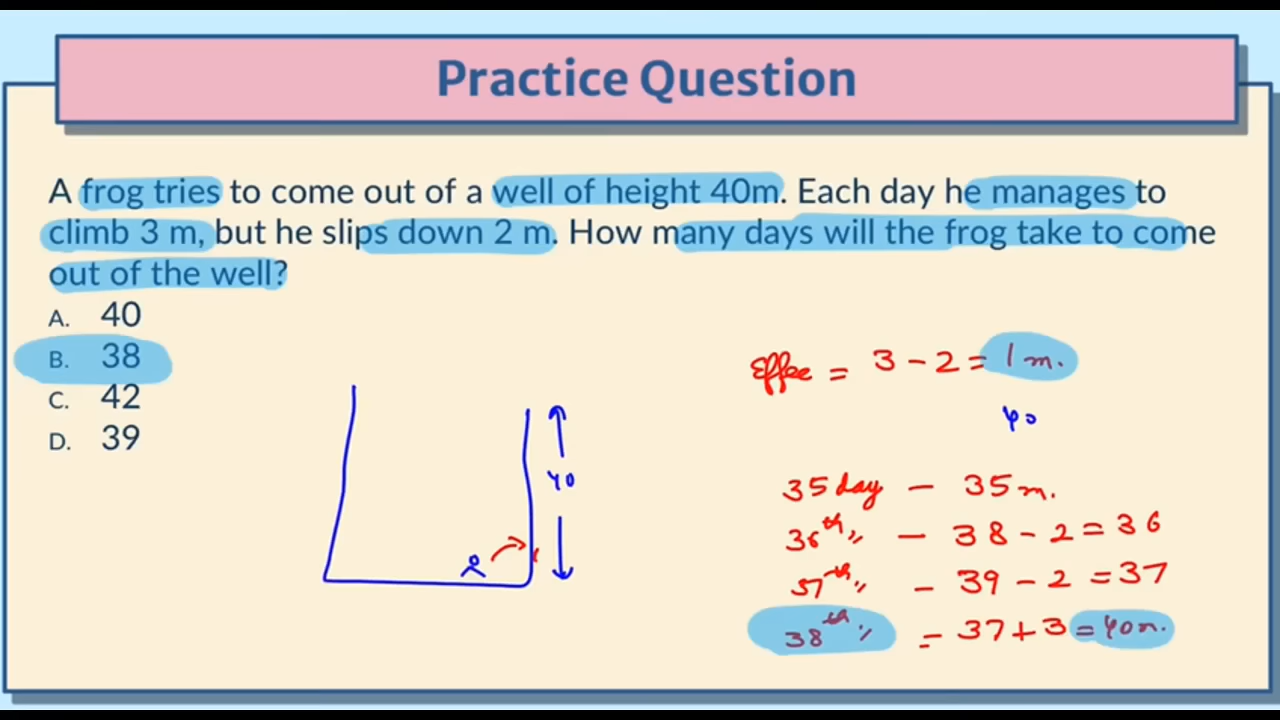 Practice Question
A frog tries to come out of a well of height 40m. Each day he manages to
climb 3 m, but he slips down 2 m. How many days will the frog take to come
out of the well?
A. 40
B. 38
C. 42
D. 39
40
Effec = 3 - 2 = 1 m.
40
35 day - 35 m.
36th " - 38 - 2 = 36
37th " - 39 - 2 = 37
38th " = 37 + 3 = 40 m.